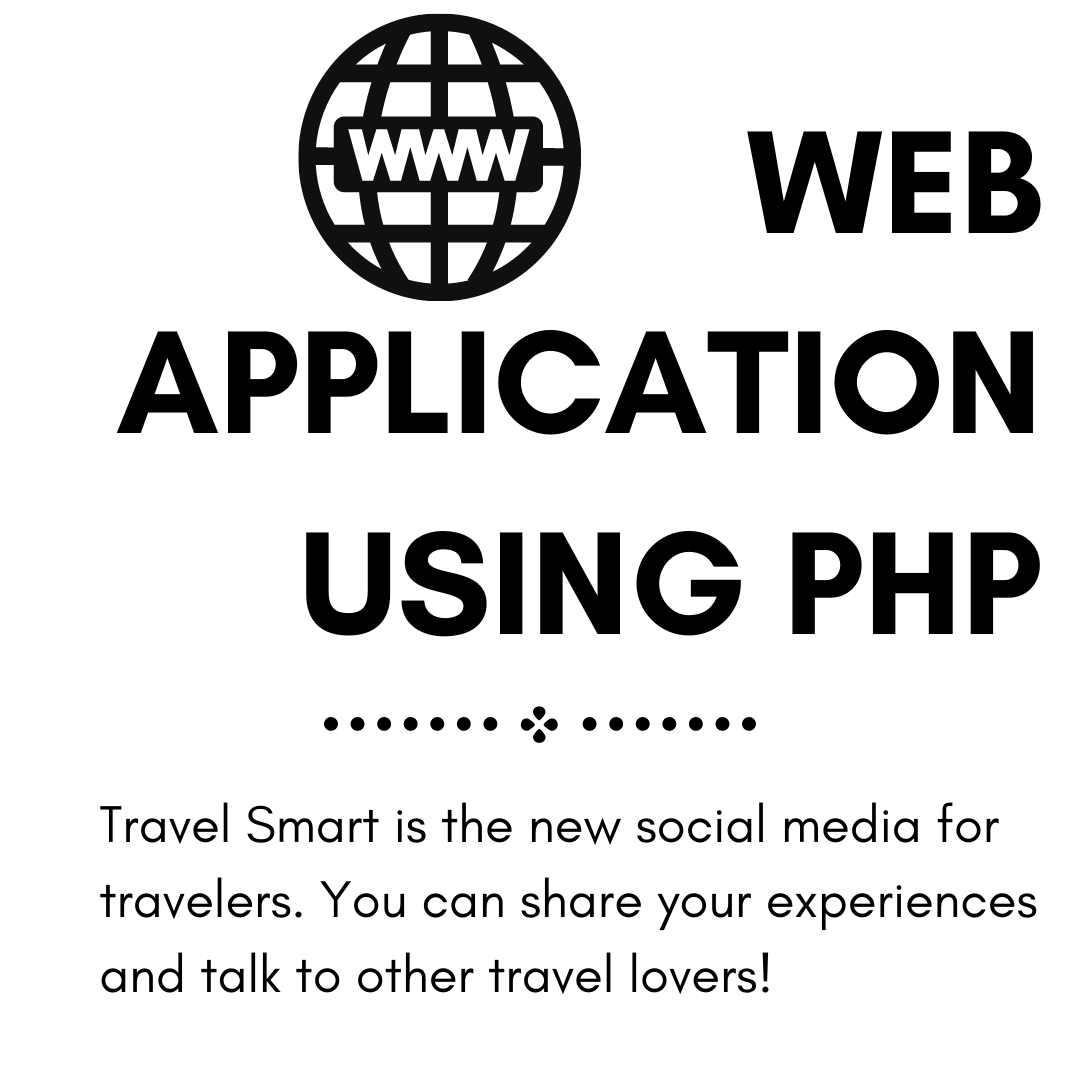 WWW
WEB
APPLICATION
USING PHP
Travel Smart is the new social media for
travelers. You can share your experiences
and talk to other travel lovers!